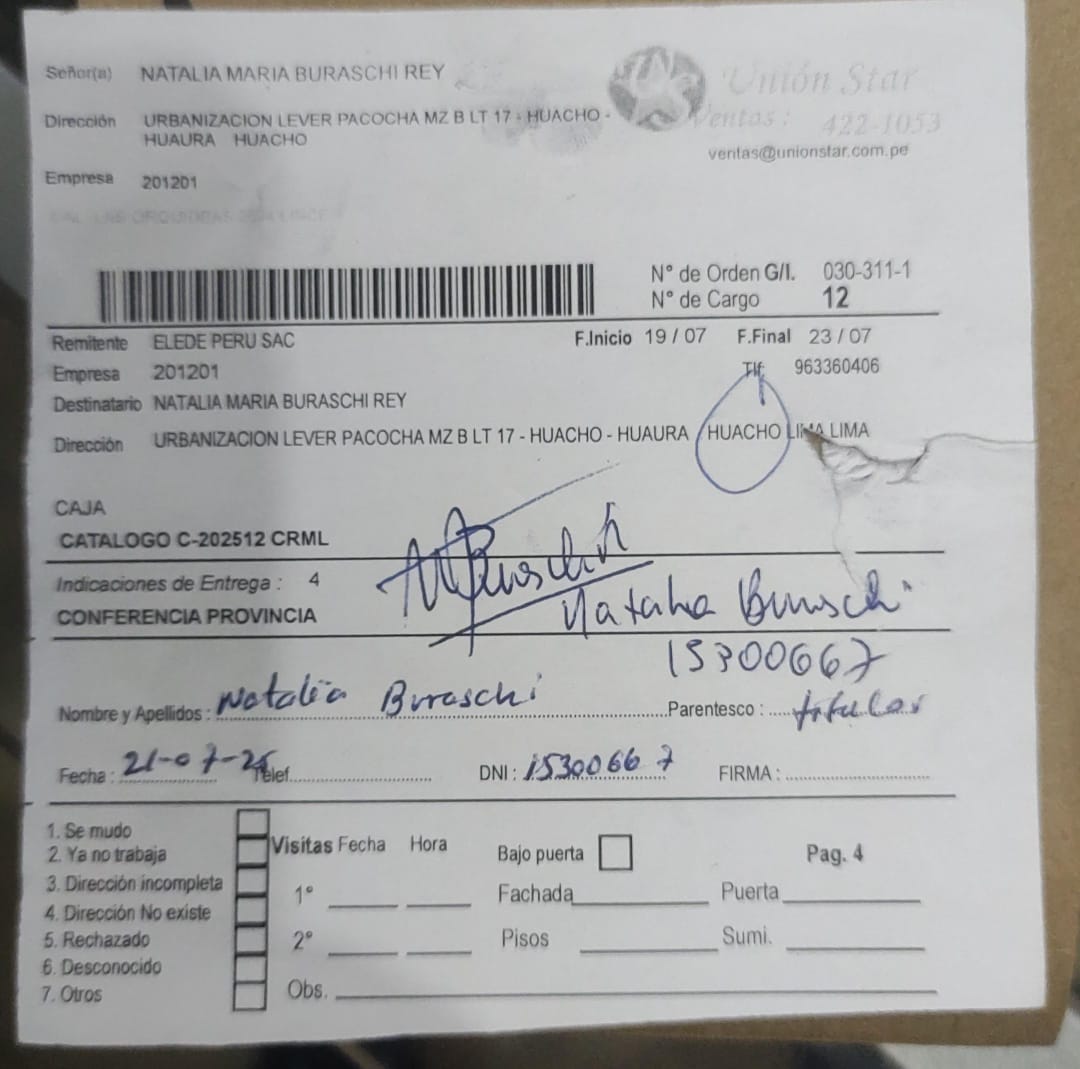 Señor(a) NATALIA MARIA BURASCHI REY
Unión Star
Dirección URBANIZACION LEVER PACOCHA MZ B LT 17 - HUACHO -
HUAURA HUACHO
Ventas: 422-1053
ventas@unionstar.com.pe
Empresa 201201
N° de Orden G/I. 030-311-1
N° de Cargo 12
Remitente ELEDE PERU SAC F.Inicio 19 / 07 F.Final 23 / 07
Empresa 201201 Tlf: 963360406
Destinatario NATALIA MARIA BURASCHI REY
Dirección URBANIZACION LEVER PACOCHA MZ B LT 17 - HUACHO - HUAURA HUACHO LIMA LIMA
CAJA
CATALOGO C-202512 CRML
Indicaciones de Entrega : 4
CONFERENCIA PROVINCIA
Natalia Buraschi
15300667
Nombre y Apellidos : Natalia Buraschi Parentesco : titular
Fecha : 21-07-25 Telef. DNI : 15300667 FIRMA :
1. Se mudo
2. Ya no trabaja
3. Dirección incompleta
4. Dirección No existe
5. Rechazado
6. Desconocido
7. Otros
Visitas Fecha Hora
1°
2°
Obs.
Bajo puerta Pag. 4
Fachada Puerta
Pisos Sumi.